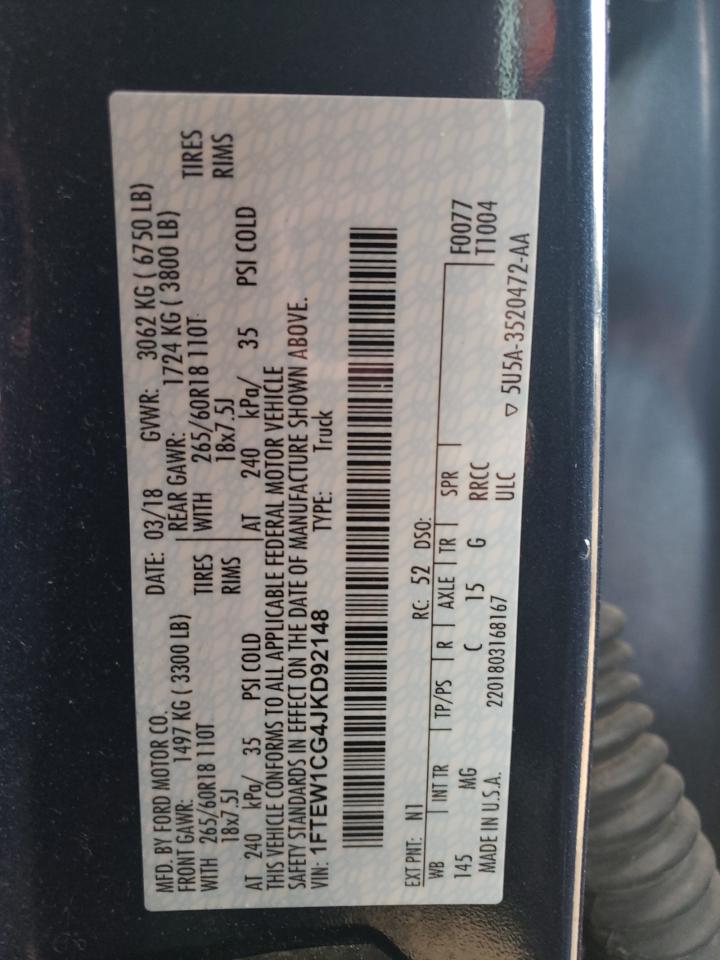 MFD. BY FORD MOTOR CO. DATE: 03/18 GVWR: 3062 KG ( 6750 LB)
FRONT GAWR: 1497 KG ( 3300 LB) REAR GAWR: 1724 KG ( 3800 LB)
WITH 265/60R18 110T TIRES WITH 265/60R18 110T TIRES
18x7.5J RIMS 18x7.5J RIMS
AT 240 kPa/ 35 PSI COLD AT 240 kPa/ 35 PSI COLD
THIS VEHICLE CONFORMS TO ALL APPLICABLE FEDERAL MOTOR VEHICLE
SAFETY STANDARDS IN EFFECT ON THE DATE OF MANUFACTURE SHOWN ABOVE.
VIN: 1FTEW1CG4JKD92148 TYPE: Truck
EXT PNT: N1 RC: 52 DSO: F0077
WB INT TR TP/PS R AXLE TR SPR T1004
145 MG C 15 G RRCC
MADE IN U.S.A. 2201803168167 ULC ▽ 5U5A-3520472-AA